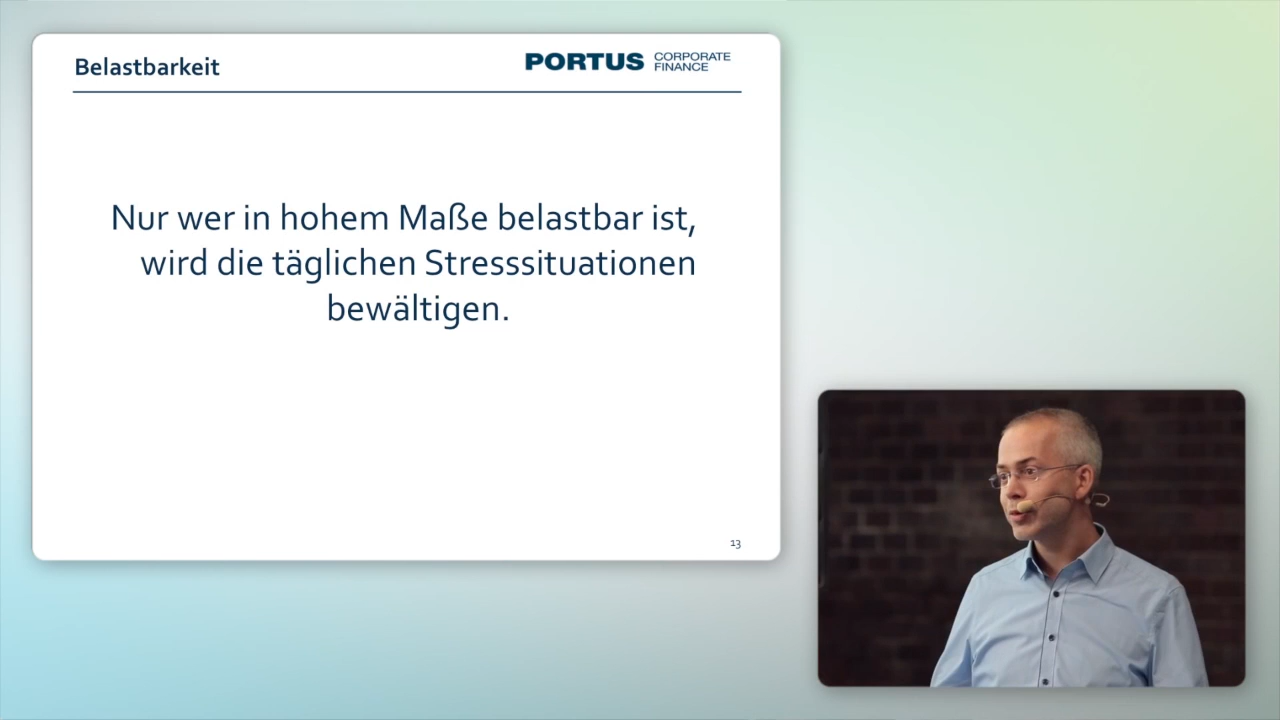 Belastbarkeit
PORTUS CORPORATE FINANCE
Nur wer in hohem Maße belastbar ist,
wird die täglichen Stresssituationen
bewältigen.
13